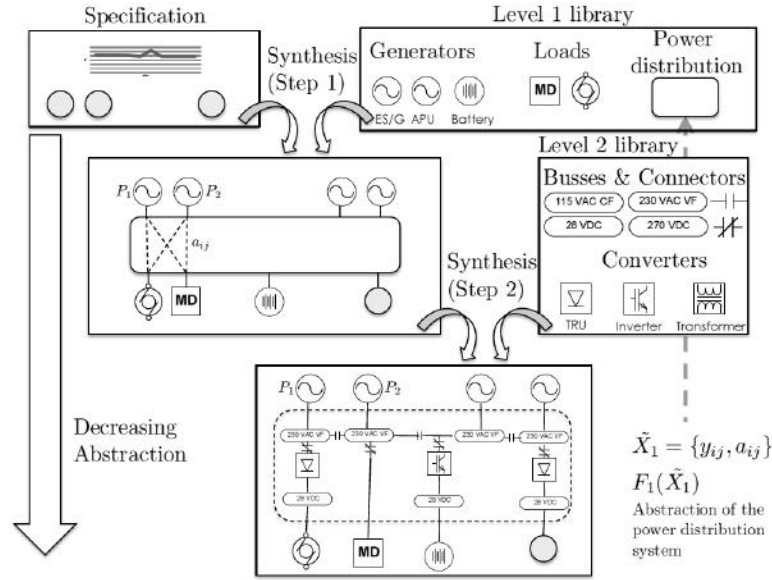 Specification
Level 1 library
Synthesis
(Step 1)
Generators
Loads
Power
distribution
MD
ES/G
APU
Battery
Level 2 library
Busses & Connectors
115 VAC CF
230 VAC VF
28 VDC
270 VDC
Converters
TRU
Inverter
Transformer
P₁
P₂
aᵢⱼ
MD
Synthesis
(Step 2)
P₁
P₂
230 VAC VF
230 VAC VF
230 VAC VF
230 VAC VF
28 VDC
28 VDC
28 VDC
MD
Decreasing
Abstraction
X̃₁ = {yᵢⱼ, aᵢⱼ}
F₁(X̃₁)
Abstraction of the
power distribution
system